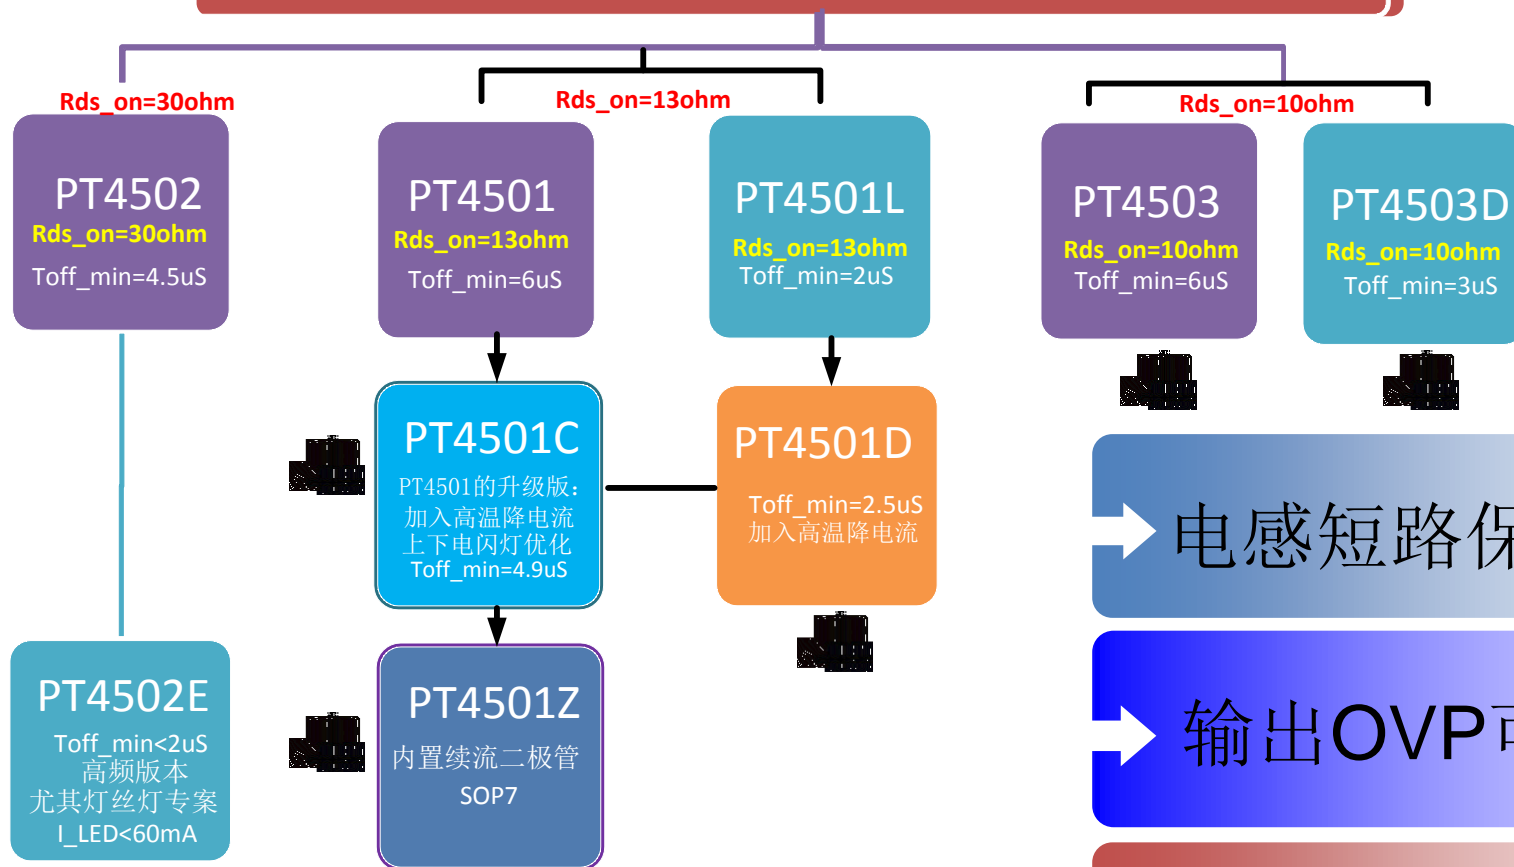 Rds_on=30ohm
Rds_on=13ohm
Rds_on=10ohm
PT4502
Rds_on=30ohm
Toff_min=4.5uS
PT4501
Rds_on=13ohm
Toff_min=6uS
PT4501L
Rds_on=13ohm
Toff_min=2uS
PT4503
Rds_on=10ohm
Toff_min=6uS
PT4503D
Rds_on=10ohm
Toff_min=3uS
PT4501C
PT4501的升级版：
加入高温降电流
上下电闪灯优化
Toff_min=4.9uS
PT4501D
Toff_min=2.5uS
加入高温降电流
电感短路保
PT4502E
Toff_min<2uS
高频版本
尤其灯丝灯专案
I_LED<60mA
PT4501Z
内置续流二极管
SOP7
输出OVP可